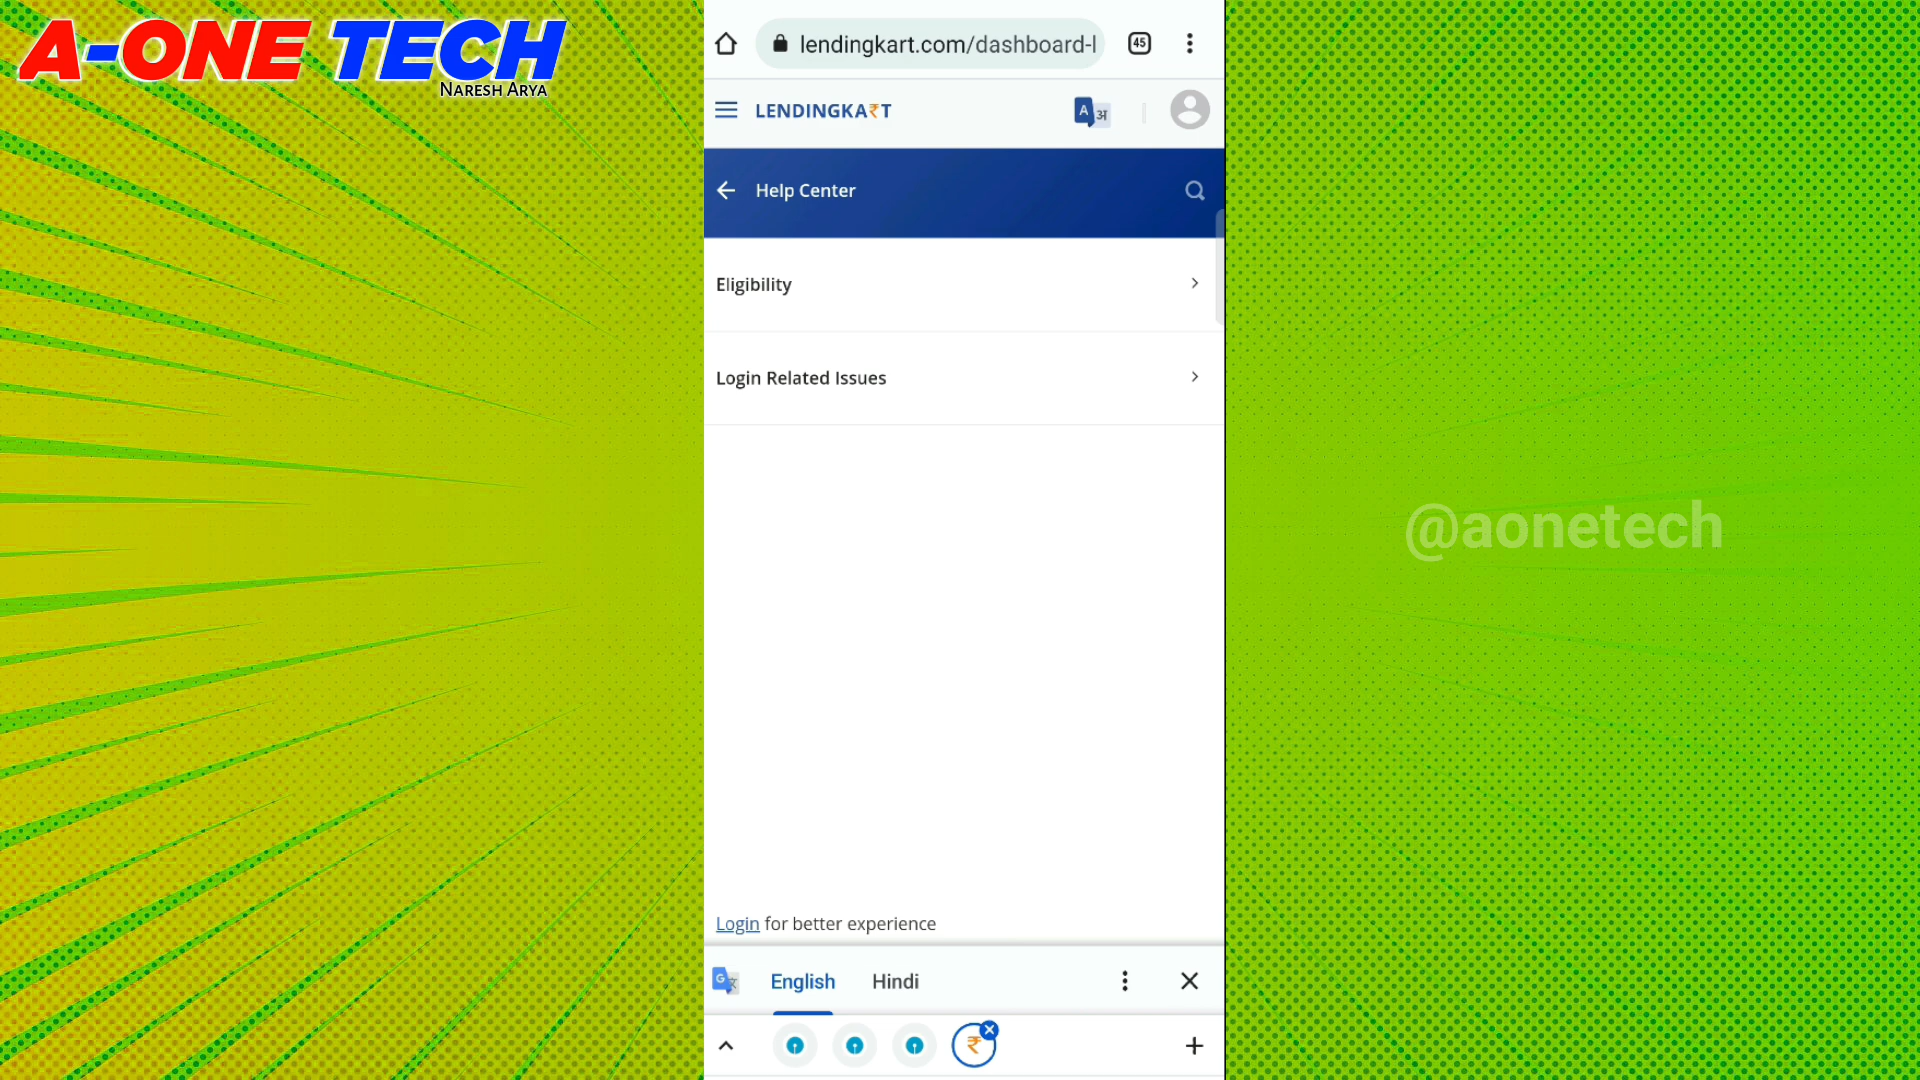 A-ONE TECH
NARESH ARYA
lendingkart.com/dashboard-l
45
LENDINGKA₹T
A अ
Help Center
Eligibility
Login Related Issues
@aonetech
Login for better experience
G 文
English
Hindi
₹